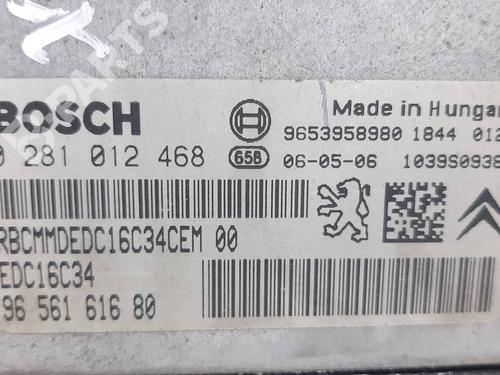 BOSCH
Made in Hungar
9653958980 1844 012
281 012 468
658
06-05-06 1039S0938
RBCMMDEDC16C34CEM 00
EDC16C34
96 561 616 80